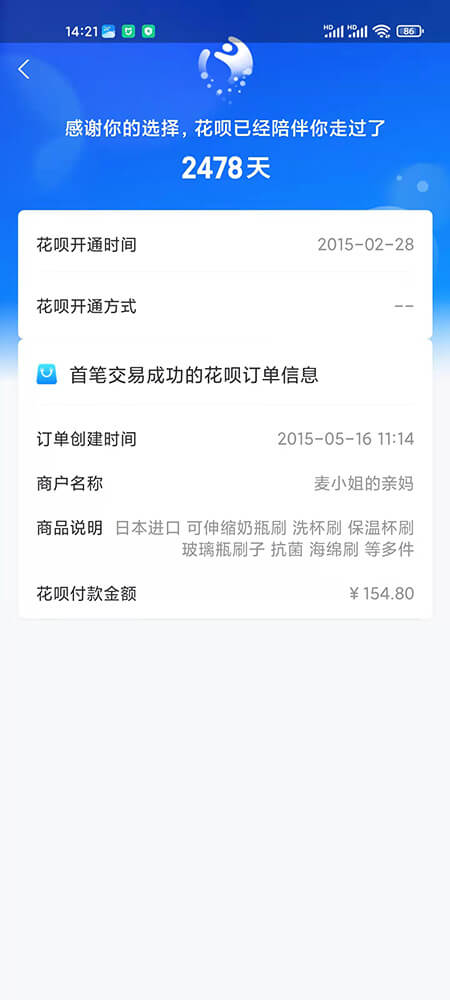 14:21
HD HD 86
感谢你的选择，花呗已经陪伴你走过了
2478天
花呗开通时间 2015-02-28
花呗开通方式 --
首笔交易成功的花呗订单信息
订单创建时间 2015-05-16 11:14
商户名称 麦小姐的亲妈
商品说明 日本进口 可伸缩奶瓶刷 洗杯刷 保温杯刷
玻璃瓶刷子 抗菌 海绵刷 等多件
花呗付款金额 ¥ 154.80